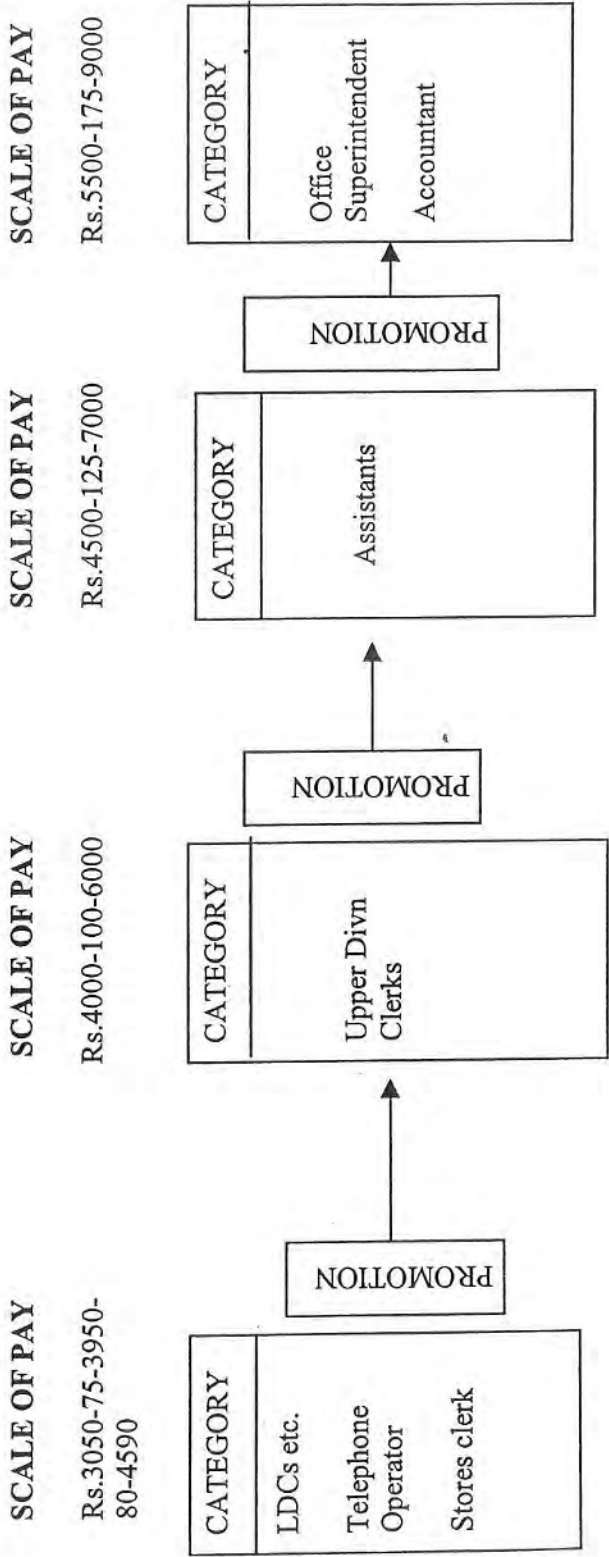 SCALE OF PAY
Rs.3050-75-3950-
80-4590
CATEGORY
LDCs etc.
Telephone
Operator
Stores clerk
PROMOTION
SCALE OF PAY
Rs.4000-100-6000
CATEGORY
Upper Divn
Clerks
PROMOTION
SCALE OF PAY
Rs.4500-125-7000
CATEGORY
Assistants
PROMOTION
SCALE OF PAY
Rs.5500-175-9000
CATEGORY
Office
Superintendent
Accountant